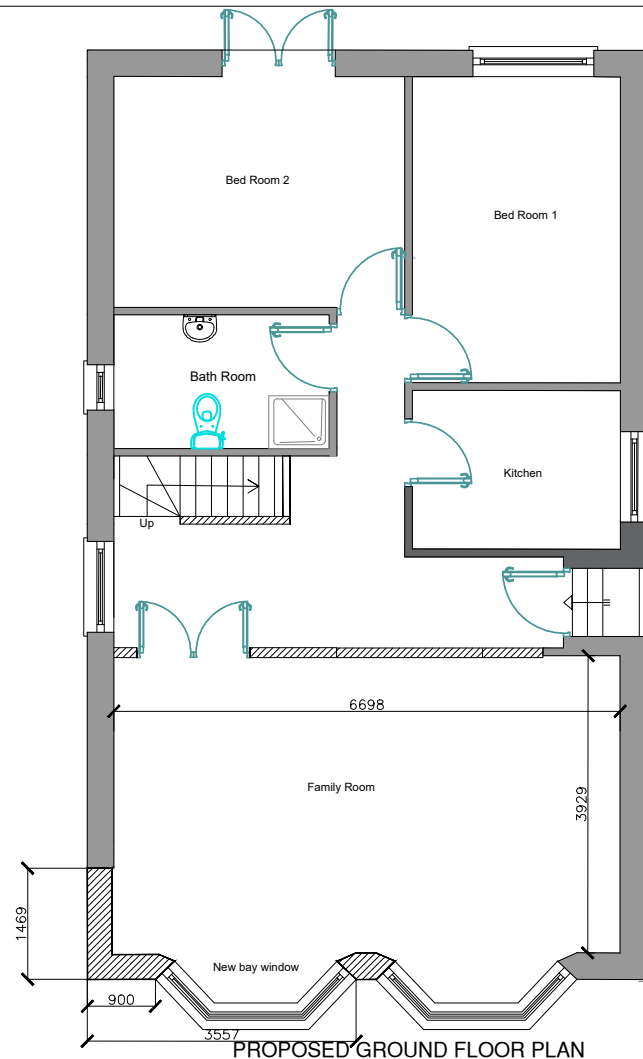 Bed Room 2
Bed Room 1
Bath Room
Kitchen
Up
6698
Family Room
3929
1469
New bay window
900
3557
PROPOSED GROUND FLOOR PLAN